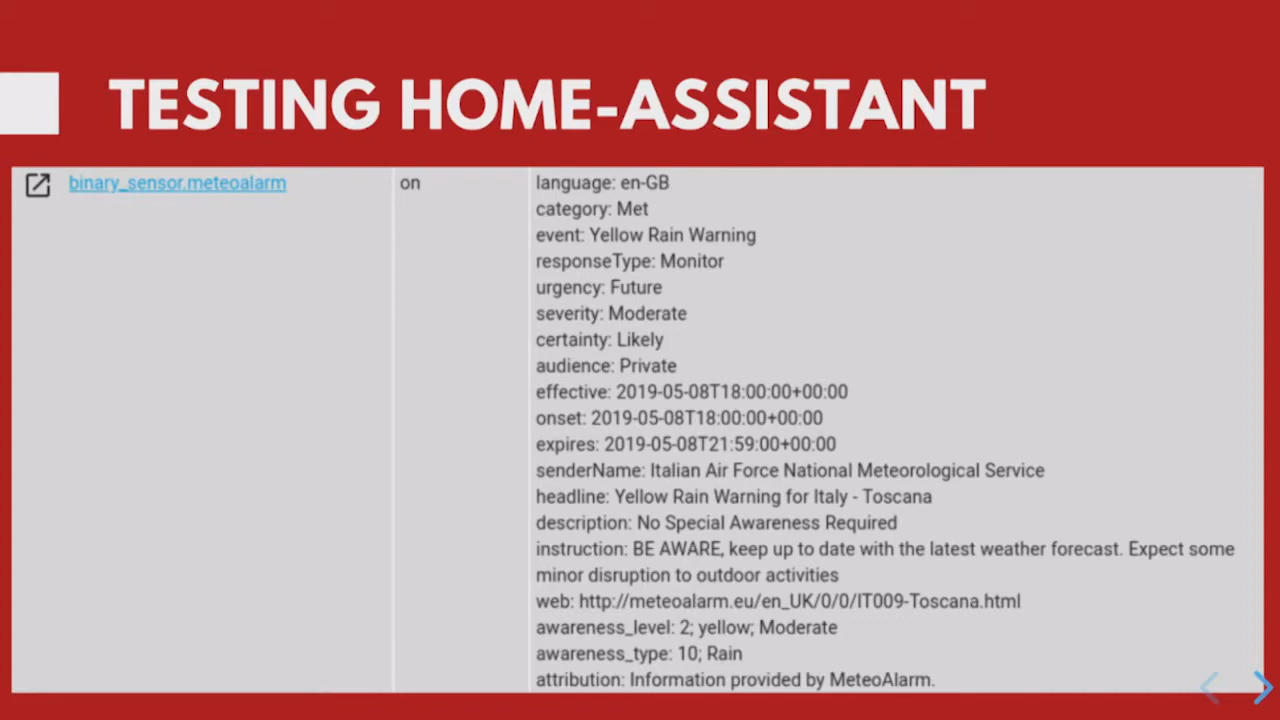 TESTING HOME-ASSISTANT
binary_sensor.meteoalarm
on
language: en-GB
category: Met
event: Yellow Rain Warning
responseType: Monitor
urgency: Future
severity: Moderate
certainty: Likely
audience: Private
effective: 2019-05-08T18:00:00+00:00
onset: 2019-05-08T18:00:00+00:00
expires: 2019-05-08T21:59:00+00:00
senderName: Italian Air Force National Meteorological Service
headline: Yellow Rain Warning for Italy - Toscana
description: No Special Awareness Required
instruction: BE AWARE, keep up to date with the latest weather forecast. Expect some
minor disruption to outdoor activities
web: http://meteoalarm.eu/en_UK/0/0/IT009-Toscana.html
awareness_level: 2; yellow; Moderate
awareness_type: 10; Rain
attribution: Information provided by MeteoAlarm.